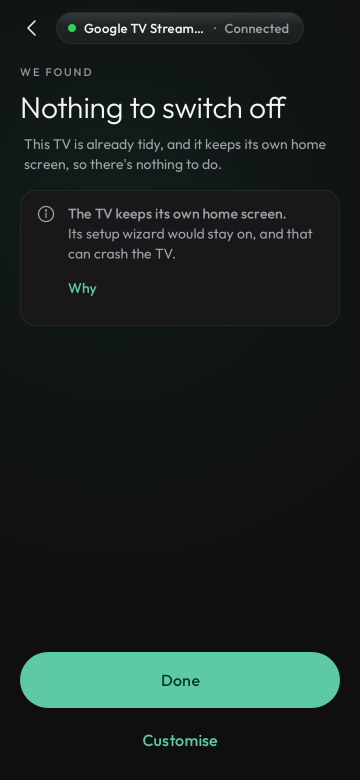 Google TV Stream… · Connected
WE FOUND
Nothing to switch off
This TV is already tidy, and it keeps its own home
screen, so there's nothing to do.
The TV keeps its own home screen.
Its setup wizard would stay on, and that
can crash the TV.
Why
Done
Customise